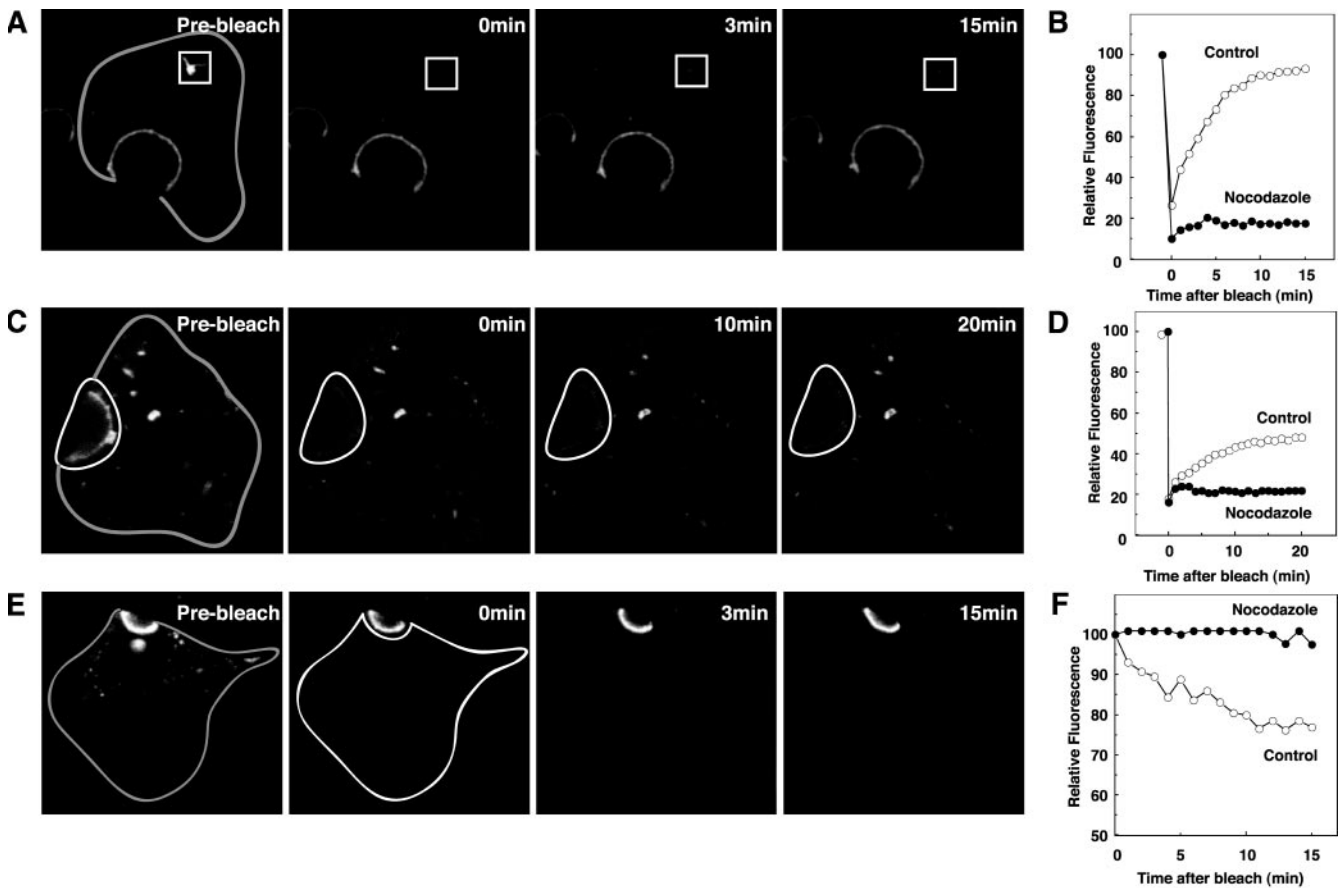 A
Pre-bleach
0min
3min
15min
B
Relative Fluorescence
100
80
60
40
20
0
Control
Nocodazole
0 5 10 15
Time after bleach (min)
C
Pre-bleach
0min
10min
20min
D
Relative Fluorescence
100
80
60
40
20
0
Control
Nocodazole
0 10 20
Time after bleach (min)
E
Pre-bleach
0min
3min
15min
F
Relative Fluorescence
100
90
80
70
60
50
Nocodazole
Control
0 5 10 15
Time after bleach (min)